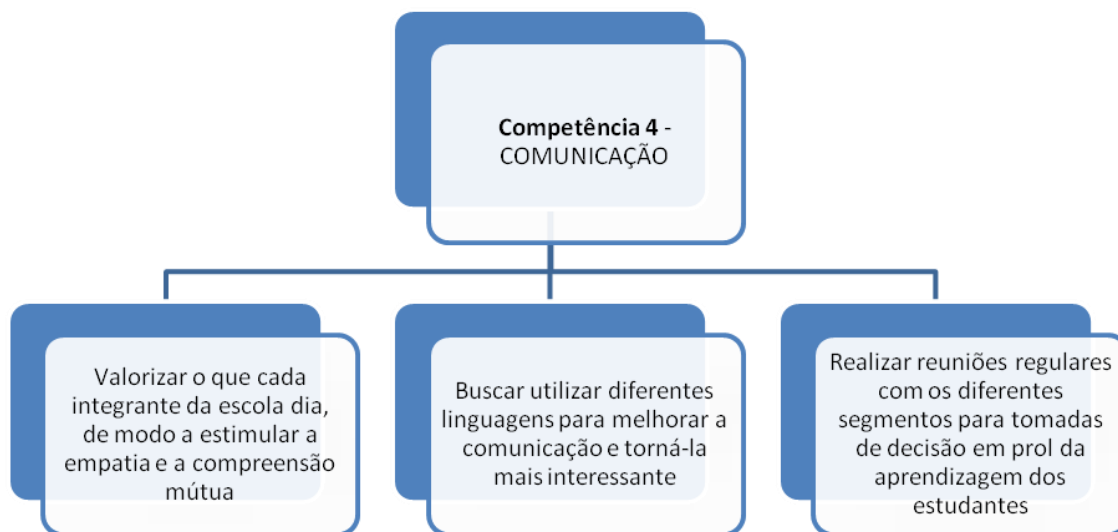 Competência 4 -
COMUNICAÇÃO
Valorizar o que cada
integrante da escola dia,
de modo a estimular a
empatia e a compreensão
mútua
Buscar utilizar diferentes
linguagens para melhorar a
comunicação e torná-la
mais interessante
Realizar reuniões regulares
com os diferentes
segmentos para tomadas
de decisão em prol da
aprendizagem dos
estudantes